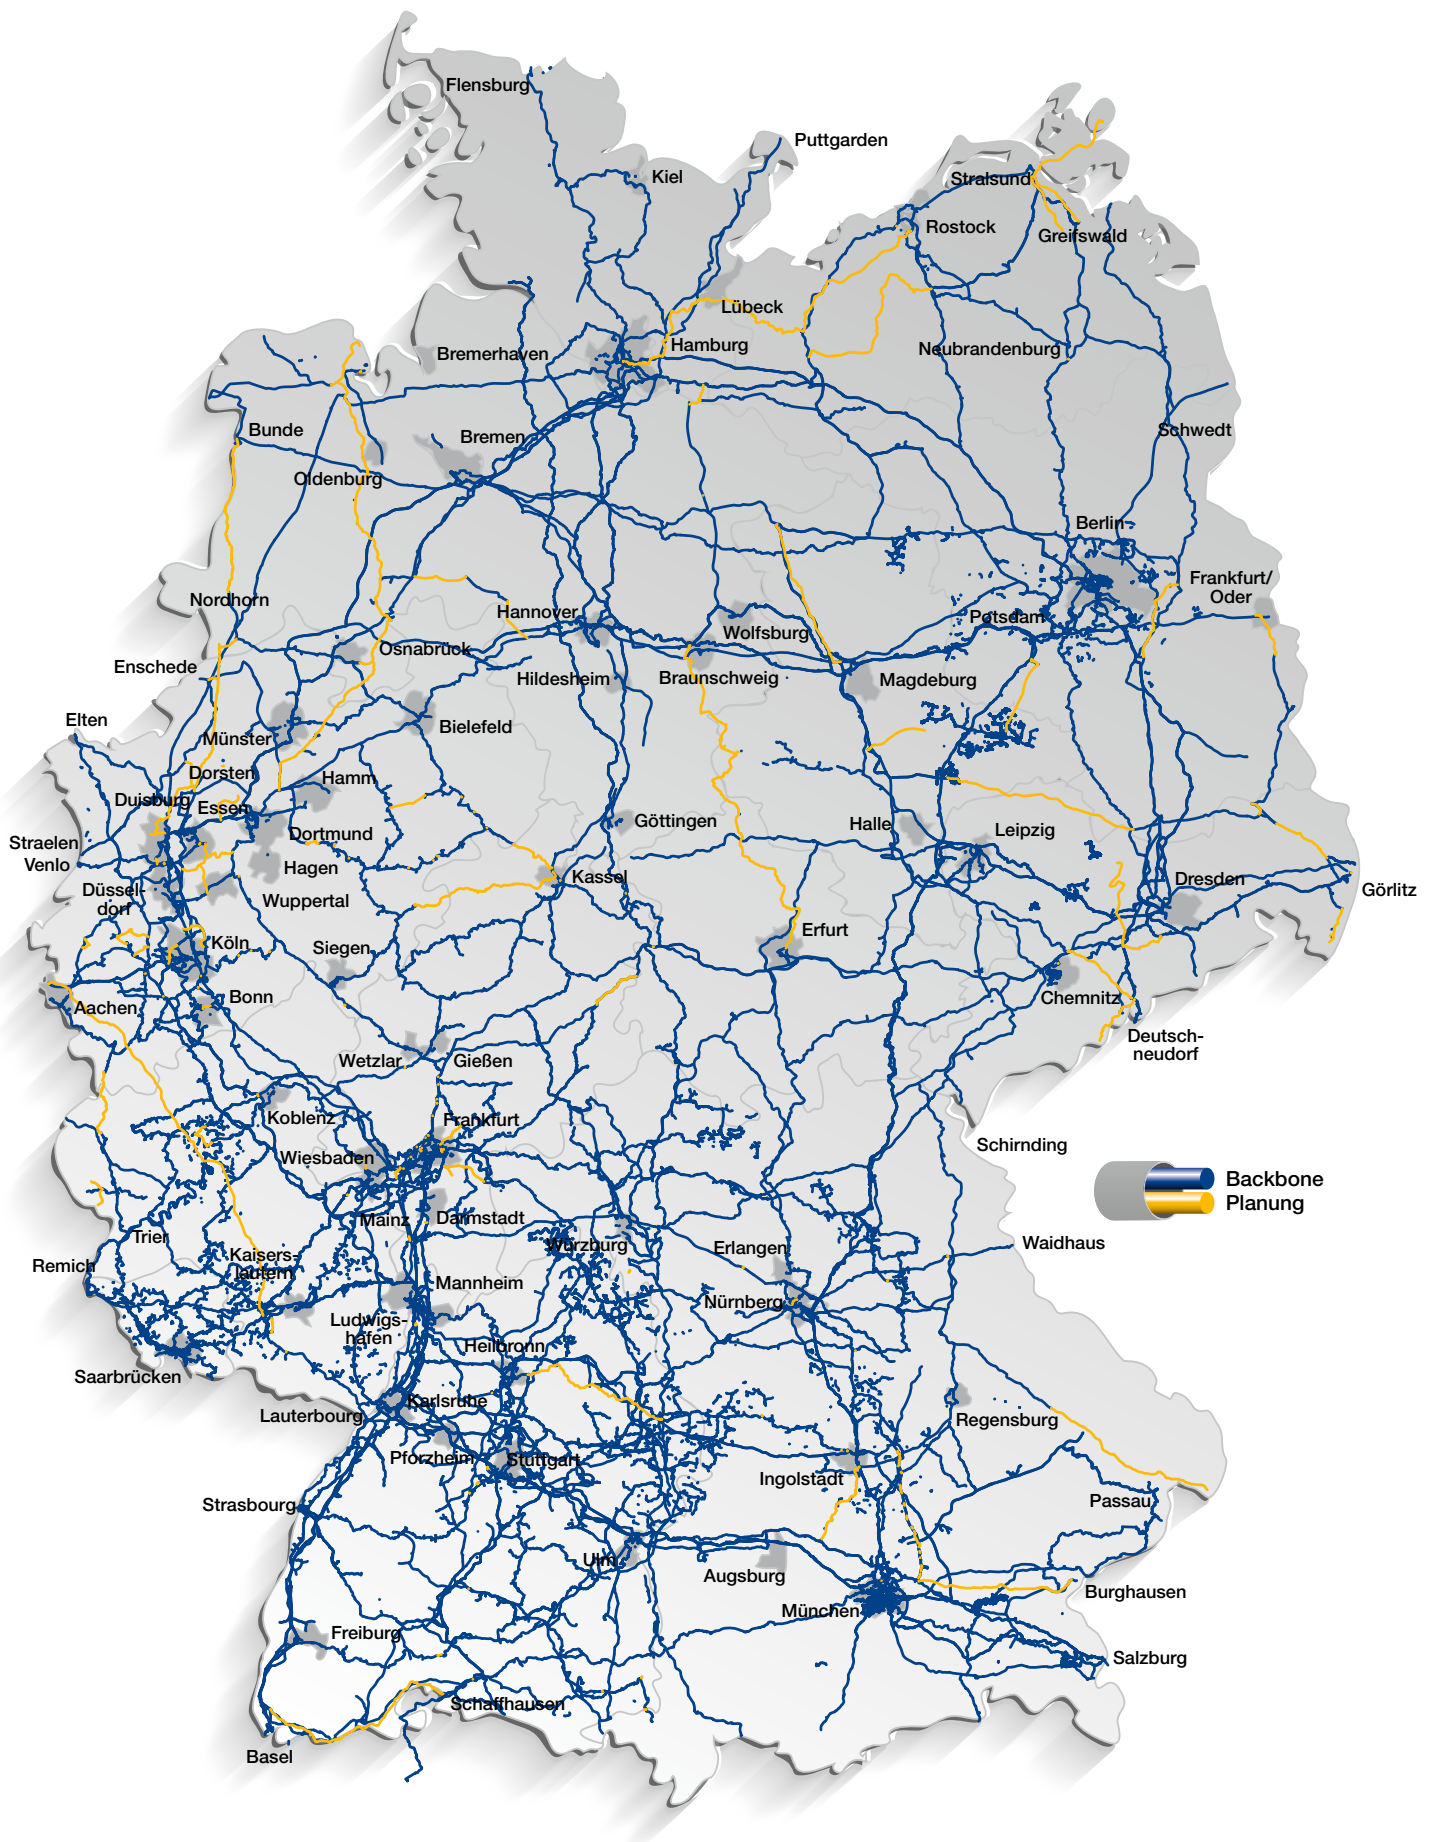 Flensburg
Puttgarden
Kiel
Stralsund
Rostock
Greifswald
Lübeck
Hamburg
Neubrandenburg
Bremerhaven
Bunde
Bremen
Schwedt
Oldenburg
Berlin
Frankfurt/
Oder
Nordhorn
Hannover
Potsdam
Wolfsburg
Osnabrück
Enschede
Hildesheim
Braunschweig
Magdeburg
Elten
Bielefeld
Münster
Dorsten
Hamm
Duisburg
Essen
Göttingen
Halle
Leipzig
Dortmund
Straelen
Venlo
Hagen
Kassel
Dresden
Düssel-
dorf
Görlitz
Wuppertal
Erfurt
Köln
Siegen
Bonn
Chemnitz
Aachen
Deutsch-
neudorf
Wetzlar
Gießen
Koblenz
Frankfurt
Schirnding
Wiesbaden
Backbone
Planung
Mainz
Darmstadt
Trier
Würzburg
Erlangen
Waidhaus
Kaisers-
lautern
Remich
Mannheim
Nürnberg
Ludwigs-
hafen
Heilbronn
Saarbrücken
Karlsruhe
Lauterbourg
Regensburg
Pforzheim
Stuttgart
Ingolstadt
Strasbourg
Passau
Ulm
Augsburg
Burghausen
München
Freiburg
Salzburg
Schaffhausen
Basel